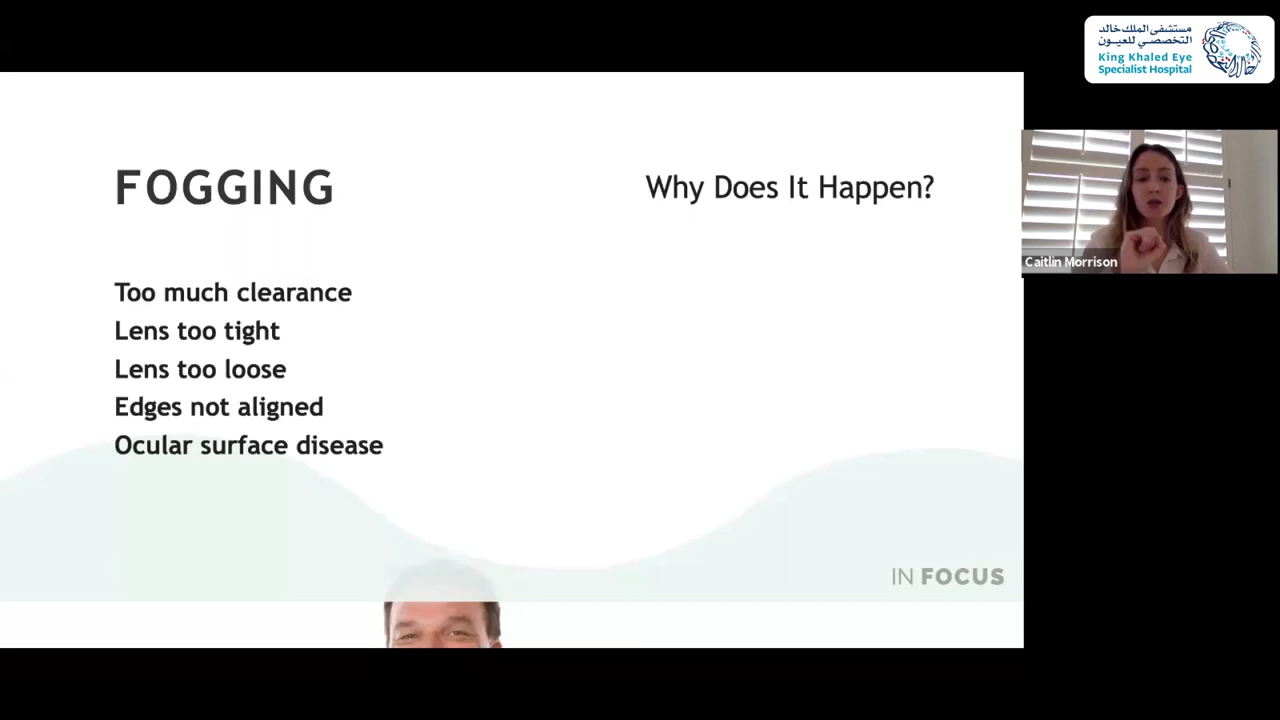 مستشفى الملك خالد
التخصصي للعيون
King Khaled Eye
Specialist Hospital
FOGGING
Why Does It Happen?
Too much clearance
Lens too tight
Lens too loose
Edges not aligned
Ocular surface disease
Caitlin Morrison
IN FOCUS